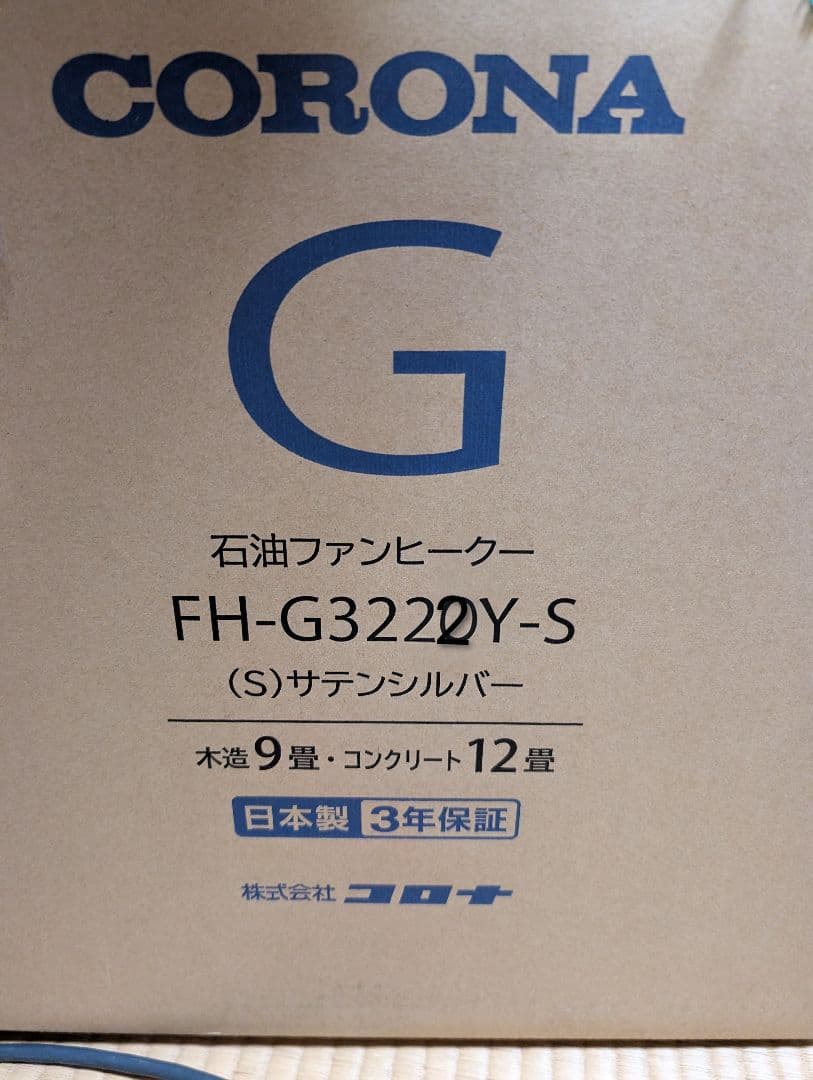 CORONA
G
石油ファンヒーター
FH-G3222Y-S
(S)サテンシルバー
木造9畳・コンクリート12畳
日本製 3年保証
株式会社コロナ